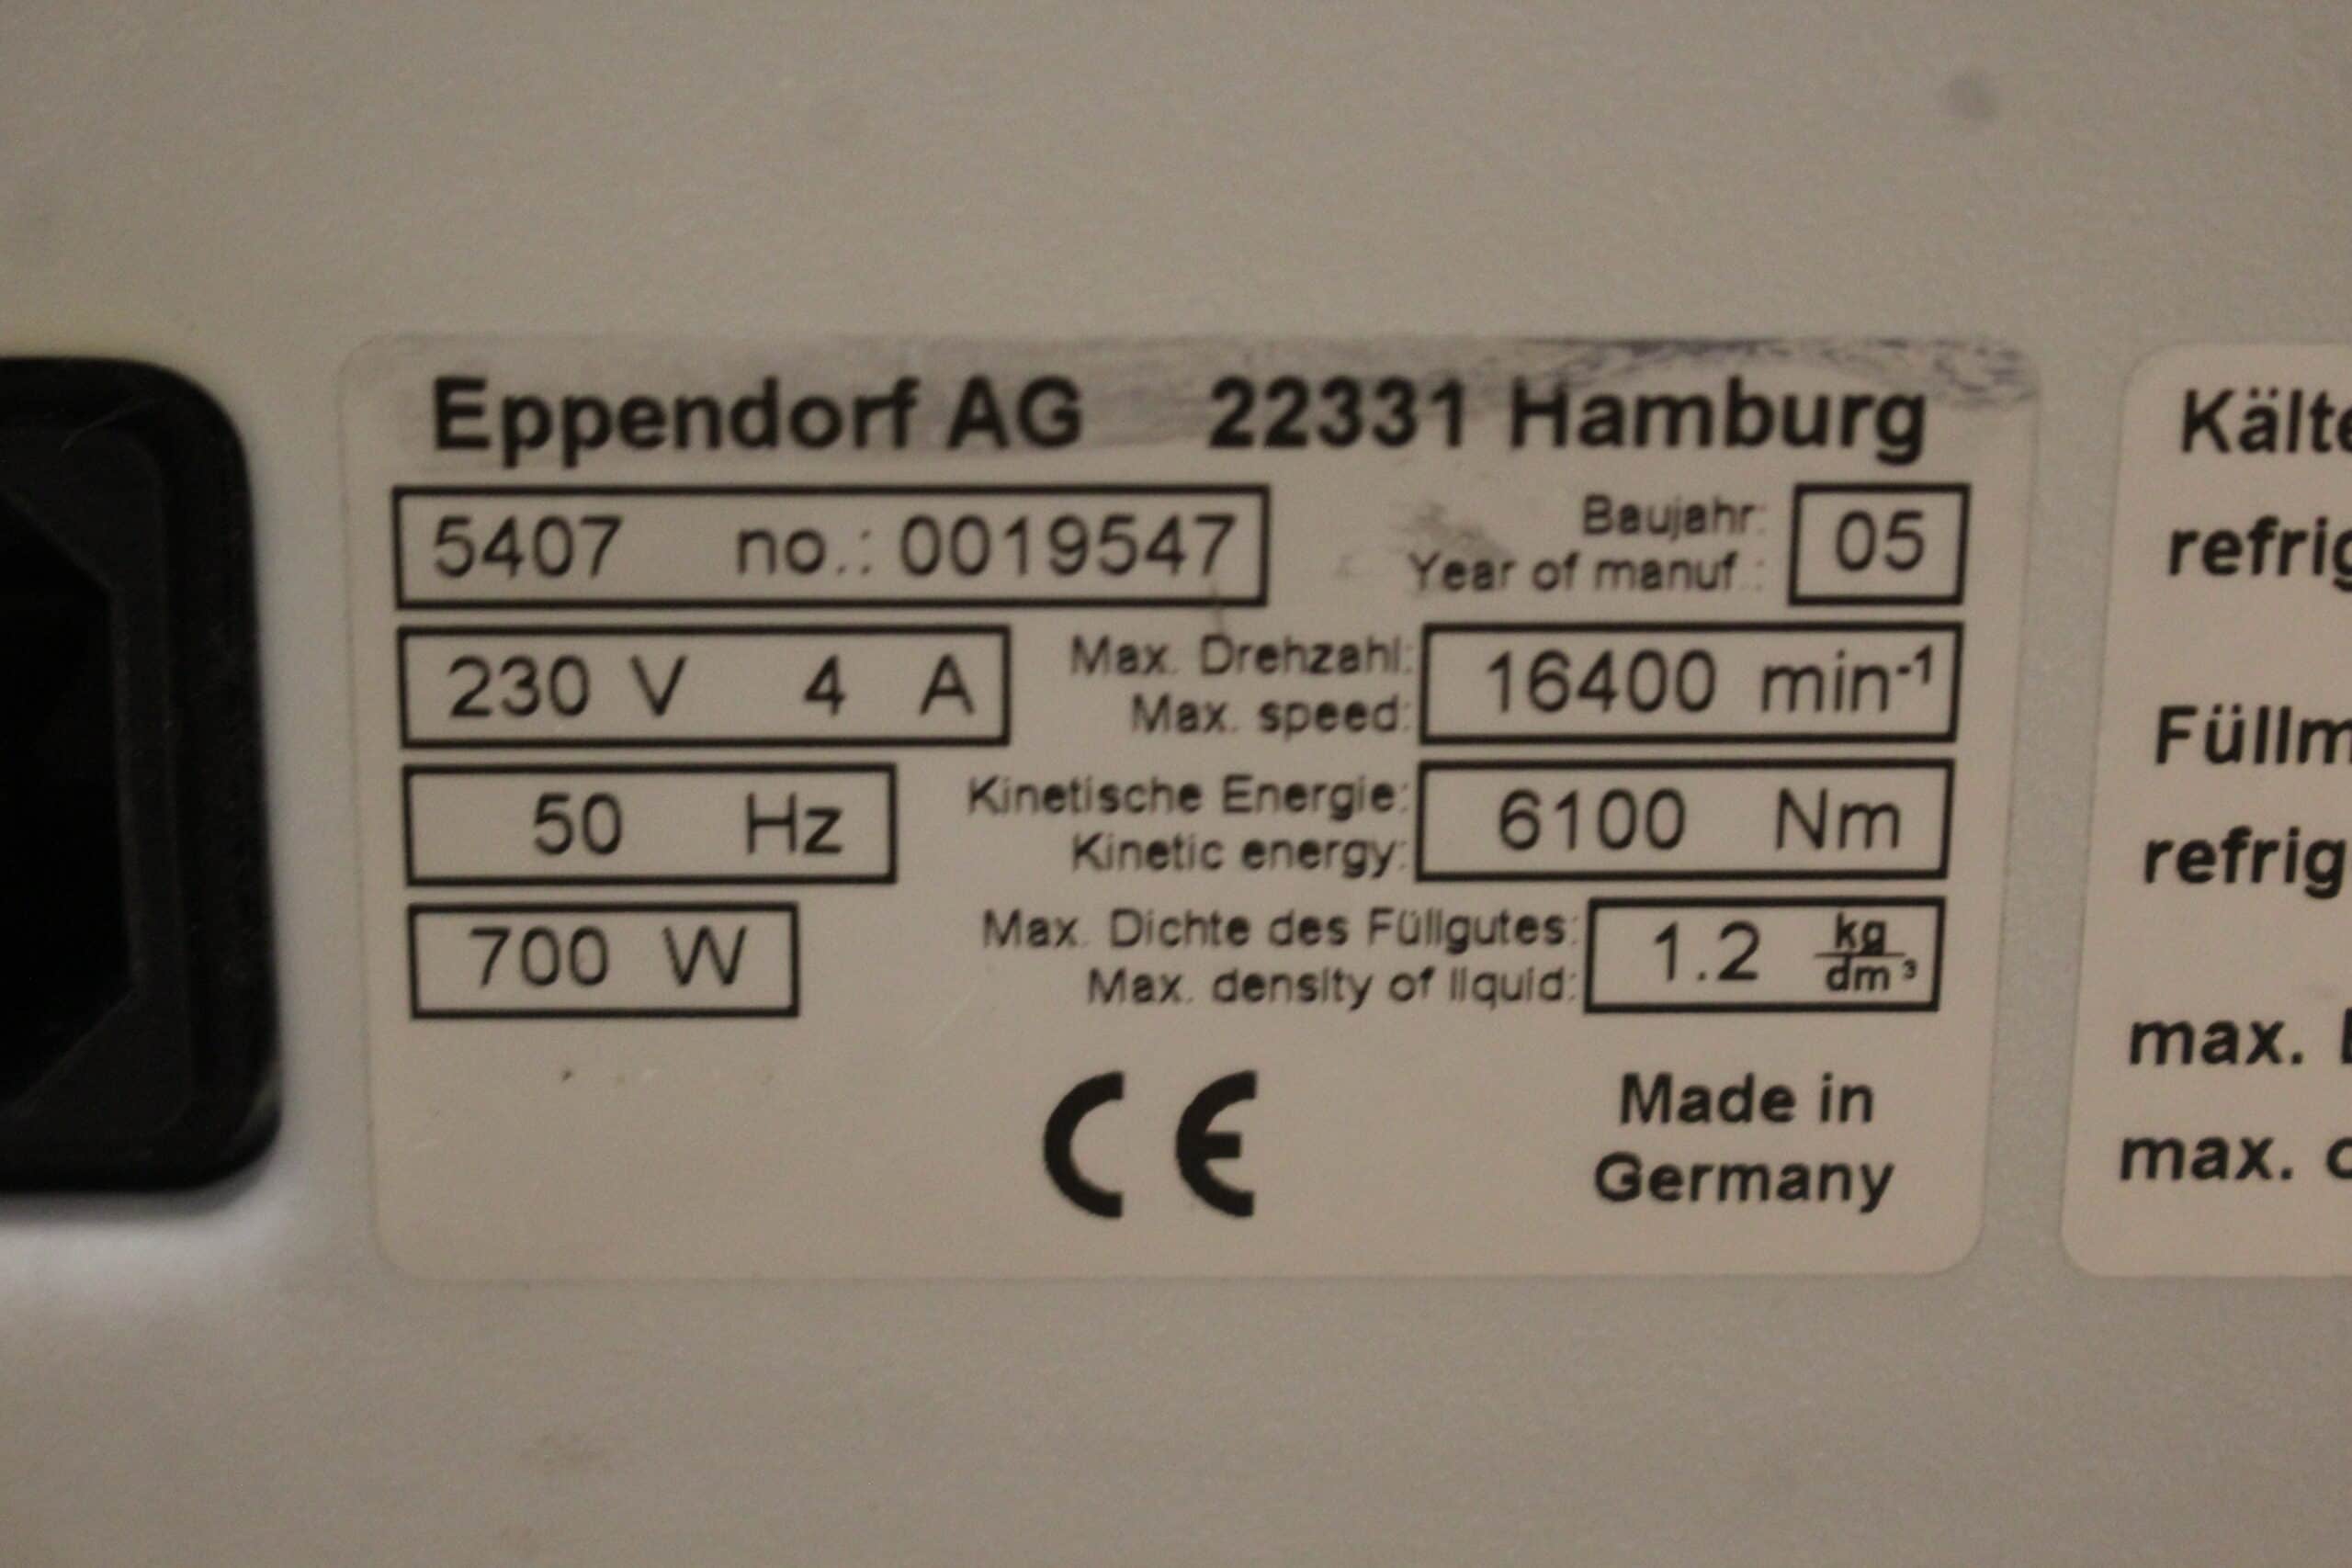 Eppendorf AG 22331 Hamburg
5407 no.: 0019547
Baujahr:
Year of manuf.:
05
230 V 4 A
Max. Drehzahl:
Max. speed:
16400 min-1
50 Hz
Kinetische Energie:
Kinetic energy:
6100 Nm
700 W
Max. Dichte des Füllgutes:
Max. density of liquid:
1.2 kg/dm³
CE
Made in
Germany
Kälte
refrig
Füllm
refrig
max.
max.